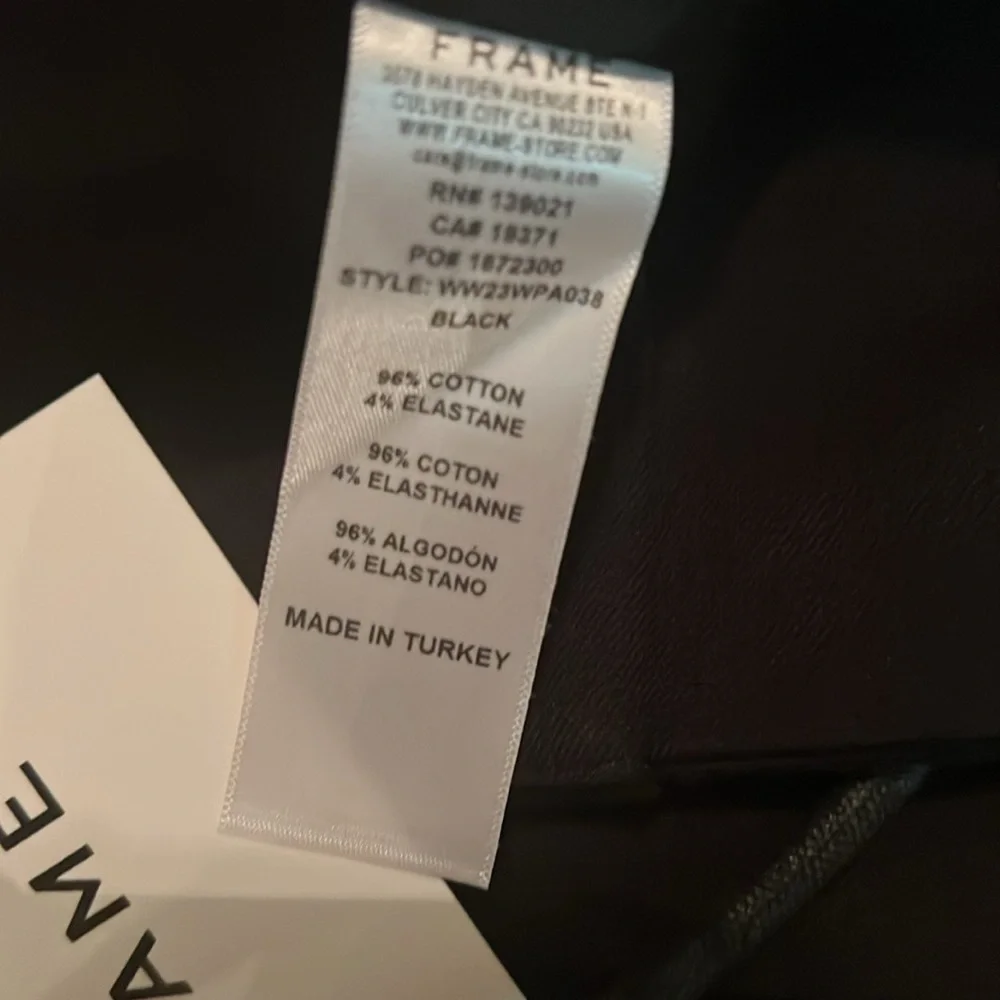 FRAME
3578 HAYDEN AVENUE STE N-1
CULVER CITY CA 90232 USA
WWW.FRAME-STORE.COM
care@frame-store.com
RN# 139021
CA# 18371
PO# 1672300
STYLE: WW23WPA038
BLACK
96% COTTON
4% ELASTANE
96% COTON
4% ELASTHANNE
96% ALGODÓN
4% ELASTANO
MADE IN TURKEY
AME